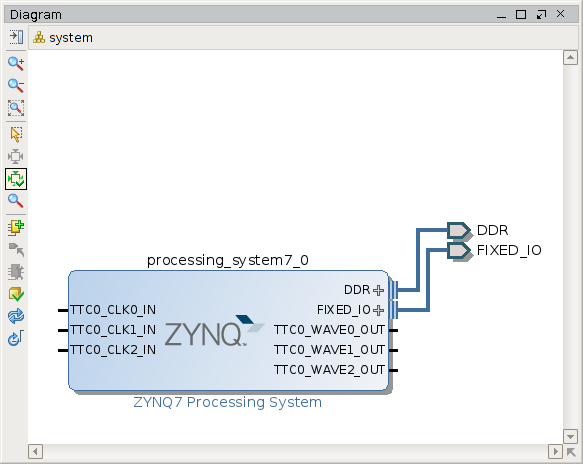 Diagram
system
DDR
FIXED_IO
processing_system7_0
DDR
TTC0_CLK0_IN FIXED_IO
TTC0_CLK1_IN ZYNQ TTC0_WAVE0_OUT
TTC0_CLK2_IN TTC0_WAVE1_OUT
TTC0_WAVE2_OUT
ZYNQ7 Processing System